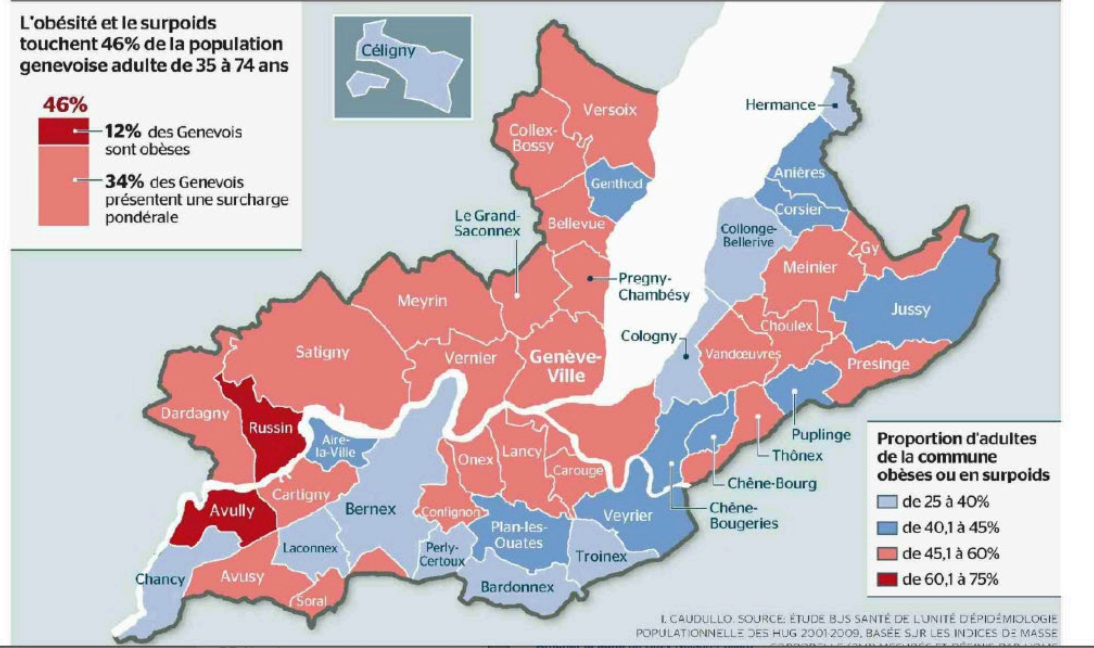 L'obésité et le surpoids
touchent 46% de la population
genevoise adulte de 35 à 74 ans
46%
12% des Genevois
sont obèses
34% des Genevois
présentent une surcharge
pondérale
Céligny
Hermance
Versoix
Collex-
Bossy
Genthod
Anières
Corsier
Le Grand-
Saconnex
Bellevue
Collonge-
Bellerive
Gy
Meinier
Pregny-
Chambésy
Meyrin
Jussy
Choulex
Cologny
Satigny
Vernier
Genève-
Ville
Vandœuvres
Presinge
Dardagny
Russin
Aire-
la-Ville
Puplinge
Thônex
Onex
Lancy
Carouge
Chêne-Bourg
Cartigny
Avully
Bernex
Confignon
Chêne-
Bougeries
Veyrier
Plan-les-
Ouates
Laconnex
Perly-
Certoux
Troinex
Chancy
Avusy
Bardonnex
Soral
Proportion d'adultes
de la commune
obèses ou en surpoids
de 25 à 40%
de 40,1 à 45%
de 45,1 à 60%
de 60,1 à 75%
I. CAUDULLO. SOURCE: ÉTUDE BUS SANTÉ DE L'UNITÉ D'ÉPIDÉMIOLOGIE
POPULATIONNELLE DES HUG 2001-2009, BASÉE SUR LES INDICES DE MASSE